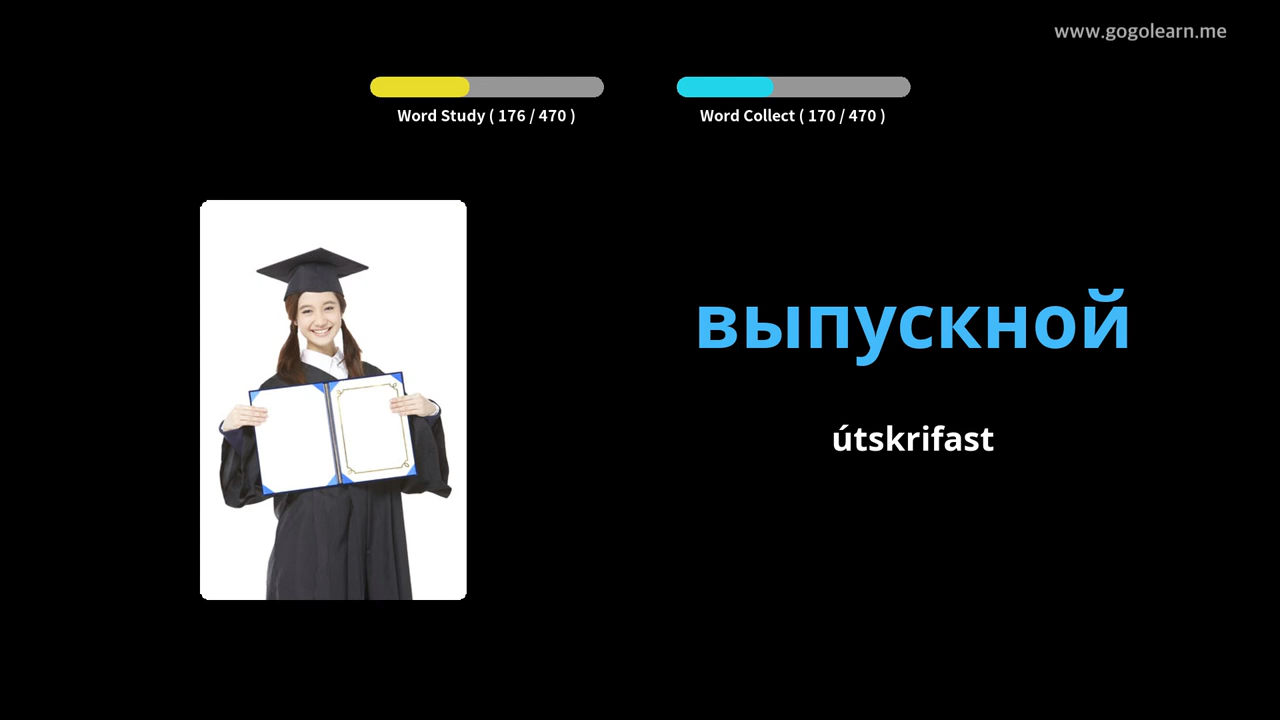 www.gogolearn.me
Word Study ( 176 / 470 )
Word Collect ( 170 / 470 )
выпускной
útskrifast